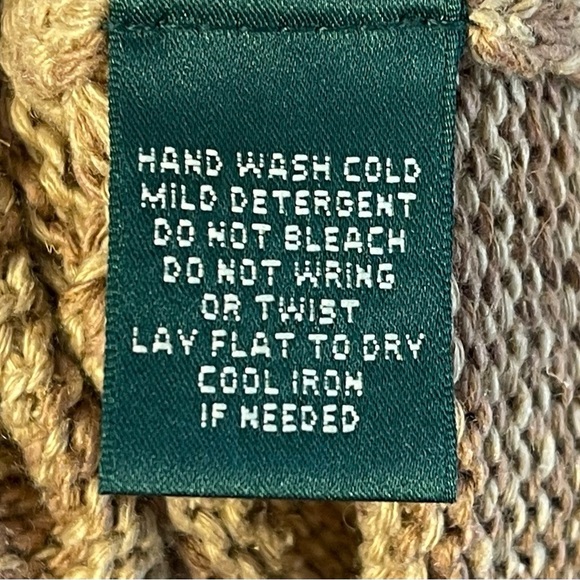 HAND WASH COLD
MILD DETERGENT
DO NOT BLEACH
DO NOT WRING
OR TWIST
LAY FLAT TO DRY
COOL IRON
IF NEEDED